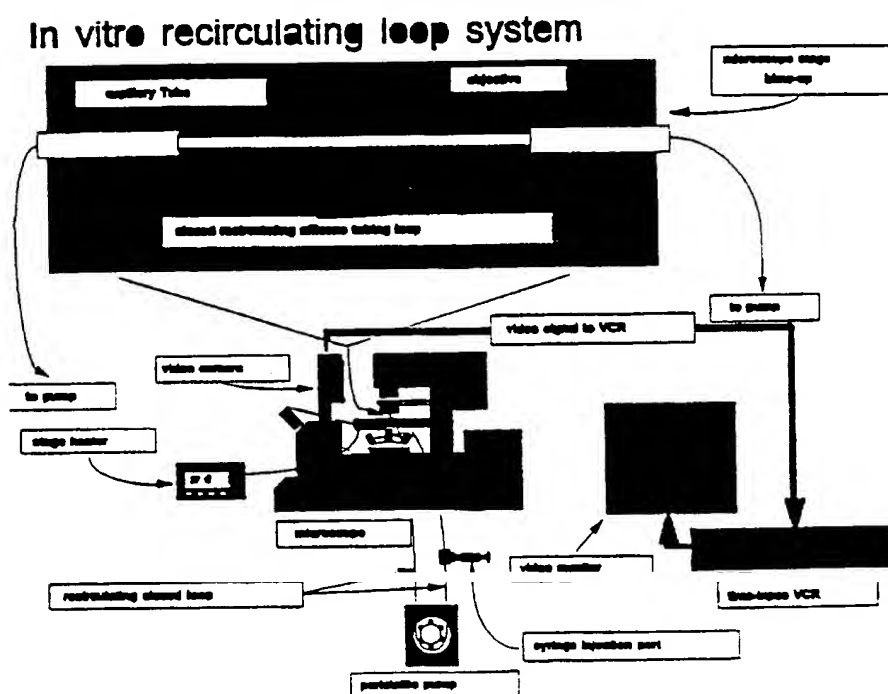 In vitro recirculating loop system
microscope stage
blow-up
capillary Tube
objective
closed recirculating silicone tubing loop
to pump
video signal to VCR
video camera
to pump
stage heater
37 c
microscope
video monitor
time-lapse VCR
recirculating closed loop
syringe injection port
peristaltic pump